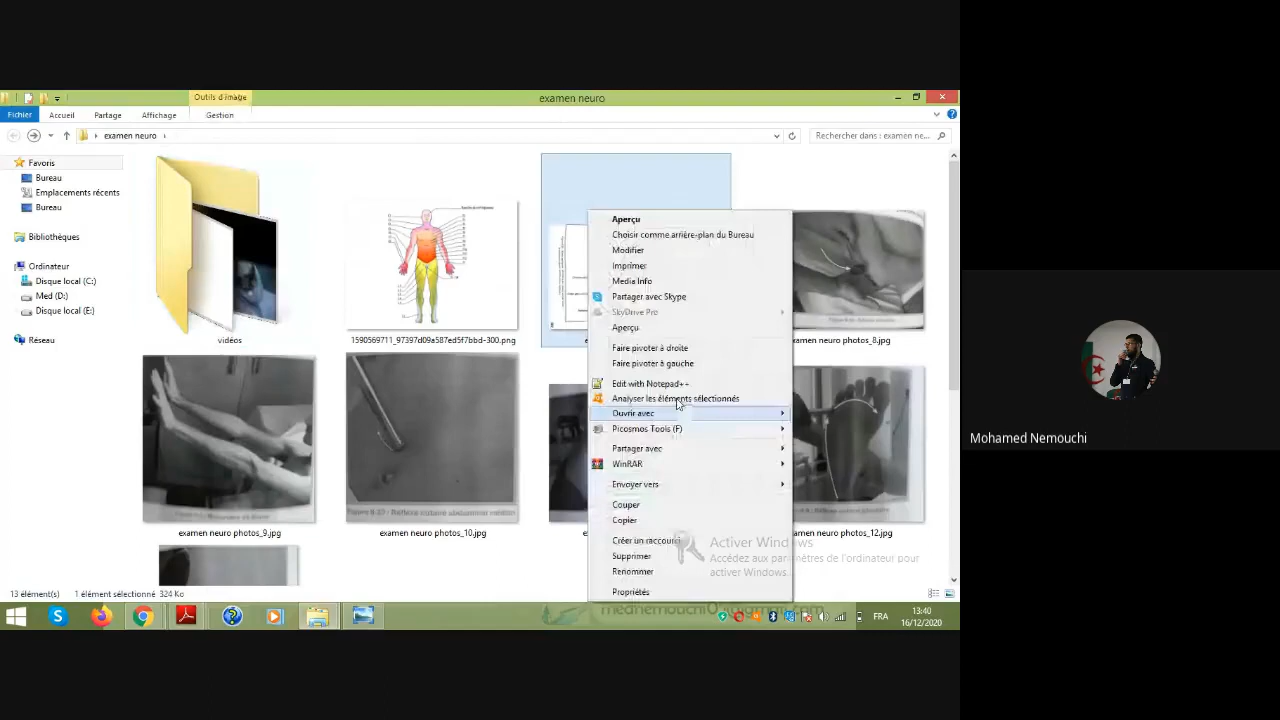 Outils d'image
examen neuro
Fichier
Accueil
Partage
Affichage
Gestion
examen neuro
Rechercher dans : examen ne...
Favoris
Bureau
Emplacements récents
Bureau
Bibliothèques
Ordinateur
Disque local (C:)
Med (D:)
Disque local (E:)
Réseau
vidéos
1590569711_97397d09a587ed5f7bbd-300.png
examen neuro photos_8.jpg
examen neuro photos_9.jpg
examen neuro photos_10.jpg
examen neuro photos_12.jpg
Réflexe cutané abdominal
Aperçu
Choisir comme arrière-plan du Bureau
Modifier
Imprimer
Media Info
Partager avec Skype
SkyDrive Pro
Aperçu
Faire pivoter à droite
Faire pivoter à gauche
Edit with Notepad++
Analyser les éléments sélectionnés
Ouvrir avec
Picosmos Tools (F)
Partager avec
WinRAR
Envoyer vers
Couper
Copier
Créer un raccourci
Supprimer
Renommer
Propriétés
Activer Windows
Accédez aux paramètres de l'ordinateur pour
activer Windows.
13 élément(s)
1 élément sélectionné 324 Ko
FRA
13:40
16/12/2020
Mohamed Nemouchi